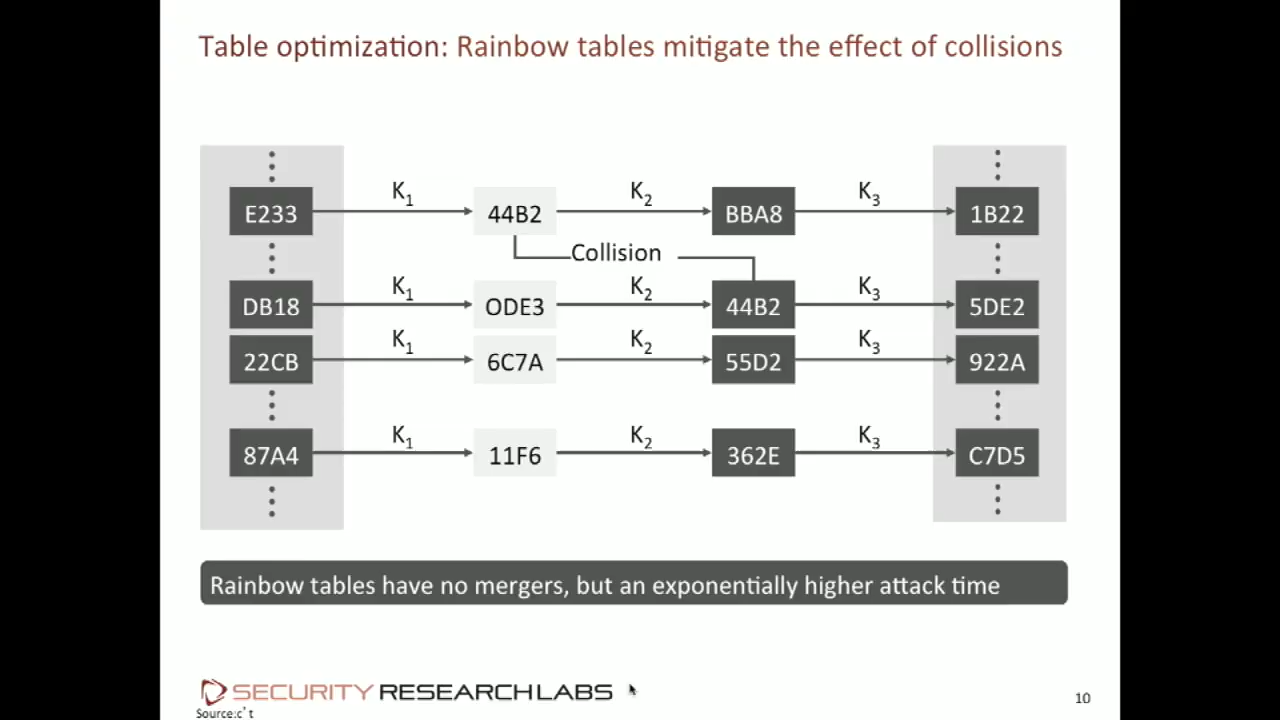 Table optimization: Rainbow tables mitigate the effect of collisions
K1 K2 K3
E233 44B2 BBA8 1B22
Collision
K1 K2 K3
DB18 ODE3 44B2 5DE2
K1 K2 K3
22CB 6C7A 55D2 922A
K1 K2 K3
87A4 11F6 362E C7D5
Rainbow tables have no mergers, but an exponentially higher attack time
SECURITY RESEARCH LABS
10
Source:c't